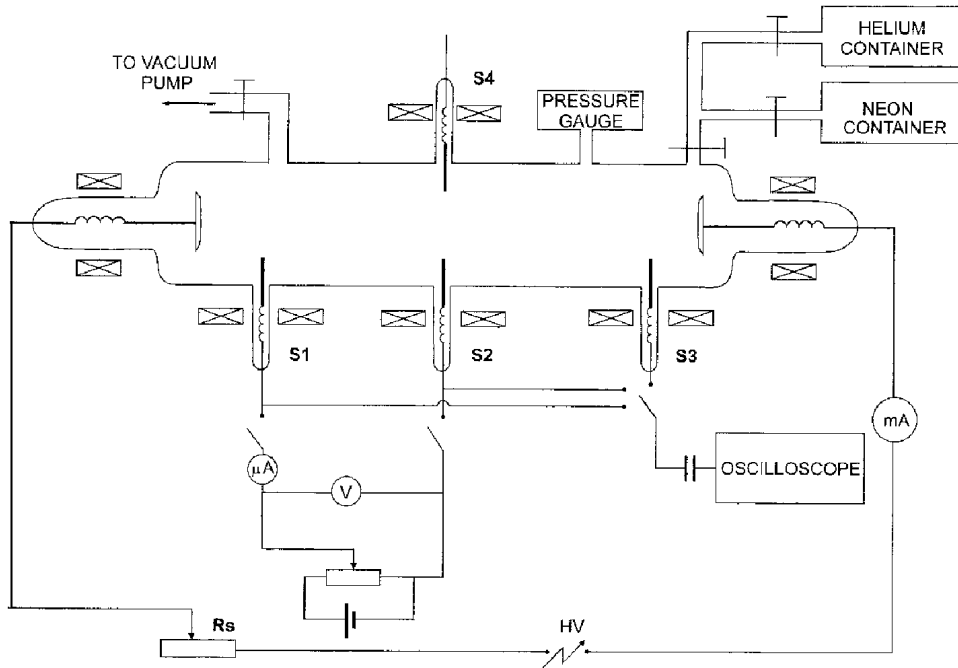 HELIUM
CONTAINER
TO VACUUM
PUMP
S4
PRESSURE
GAUGE
NEON
CONTAINER
S1
S2
S3
mA
µA
V
OSCILLOSCOPE
Rs
HV